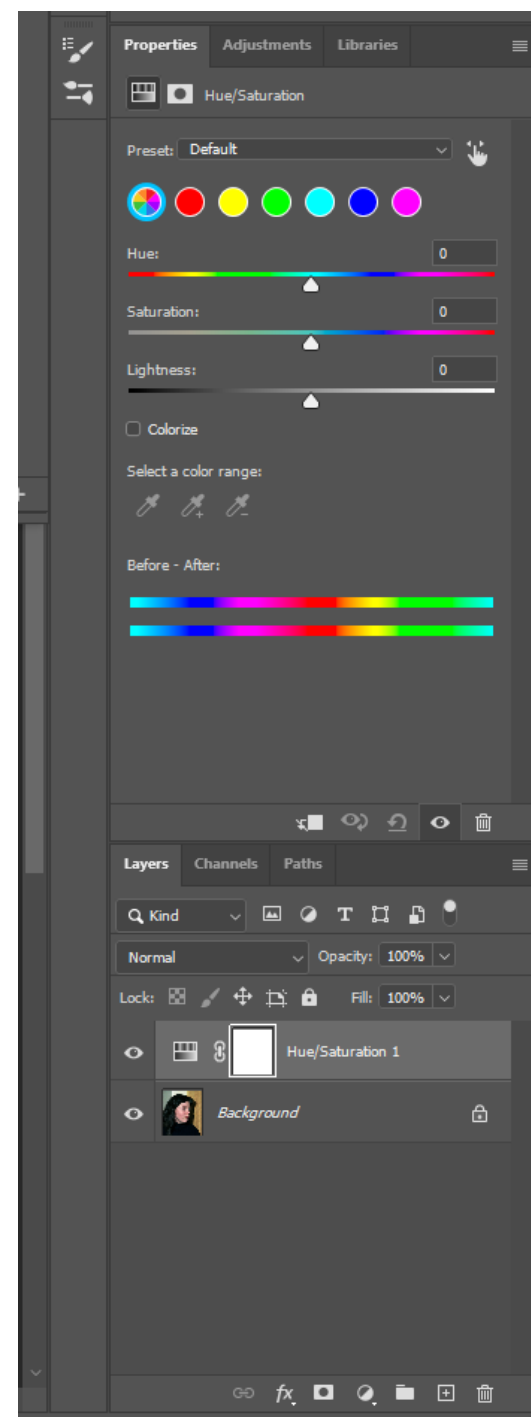 Properties Adjustments Libraries
Hue/Saturation
Preset: Default
Hue: 0
Saturation: 0
Lightness: 0
Colorize
Select a color range:
Before - After:
Layers Channels Paths
Kind
Normal Opacity: 100%
Lock: Fill: 100%
Hue/Saturation 1
Background
fx